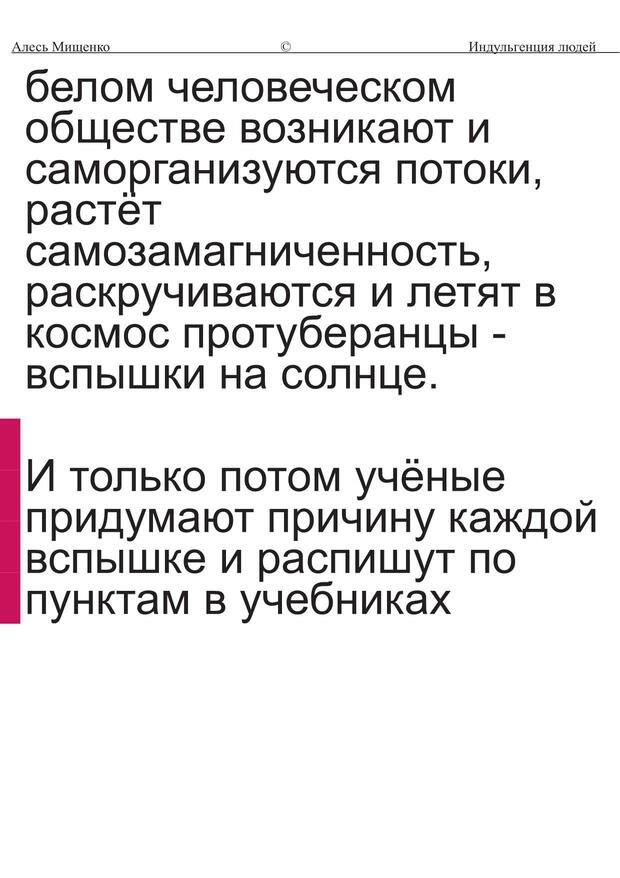 Алесь Мищенко © Индульгенция людей
белом человеческом
обществе возникают и
саморганизуются потоки,
растёт
самозамагниченность,
раскручиваются и летят в
космос протуберанцы -
вспышки на солнце.
И только потом учёные
придумают причину каждой
вспышке и распишут по
пунктам в учебниках